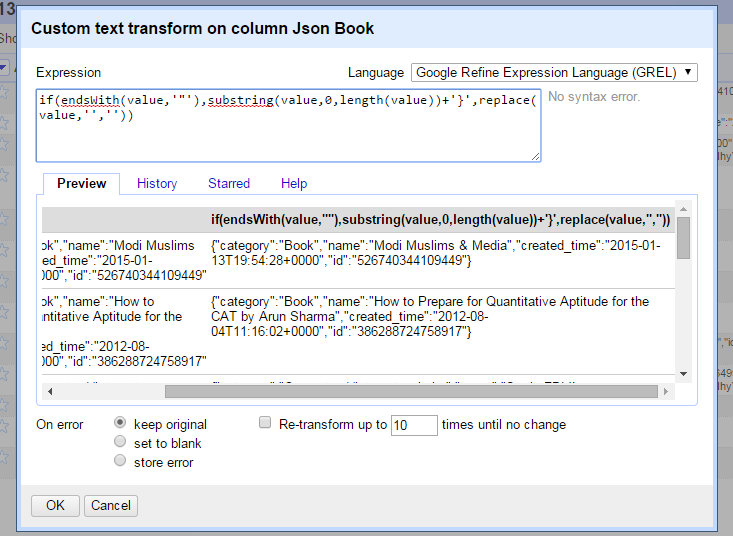 13
Sho
Custom text transform on column Json Book
Expression
Language
Google Refine Expression Language (GREL)
No syntax error.
if(endsWith(value,'"'),substring(value,0,length(value))+'}',replace(
value,'',''))
Preview
History
Starred
Help
if(endsWith(value,'"'),substring(value,0,length(value))+'}',replace(value,'',''))
ok","name":"Modi Muslims
ed_time":"2015-01-
000","id":"526740344109449"
{"category":"Book","name":"Modi Muslims & Media","created_time":"2015-01-
13T19:54:28+0000","id":"526740344109449"}
ok","name":"How to
ntitative Aptitude for the
ed_time":"2012-08-
000","id":"386288724758917"
{"category":"Book","name":"How to Prepare for Quantitative Aptitude for the
CAT by Arun Sharma","created_time":"2012-08-
04T11:16:02+0000","id":"386288724758917"}
On error
keep original
set to blank
store error
Re-transform up to
10
times until no change
OK
Cancel